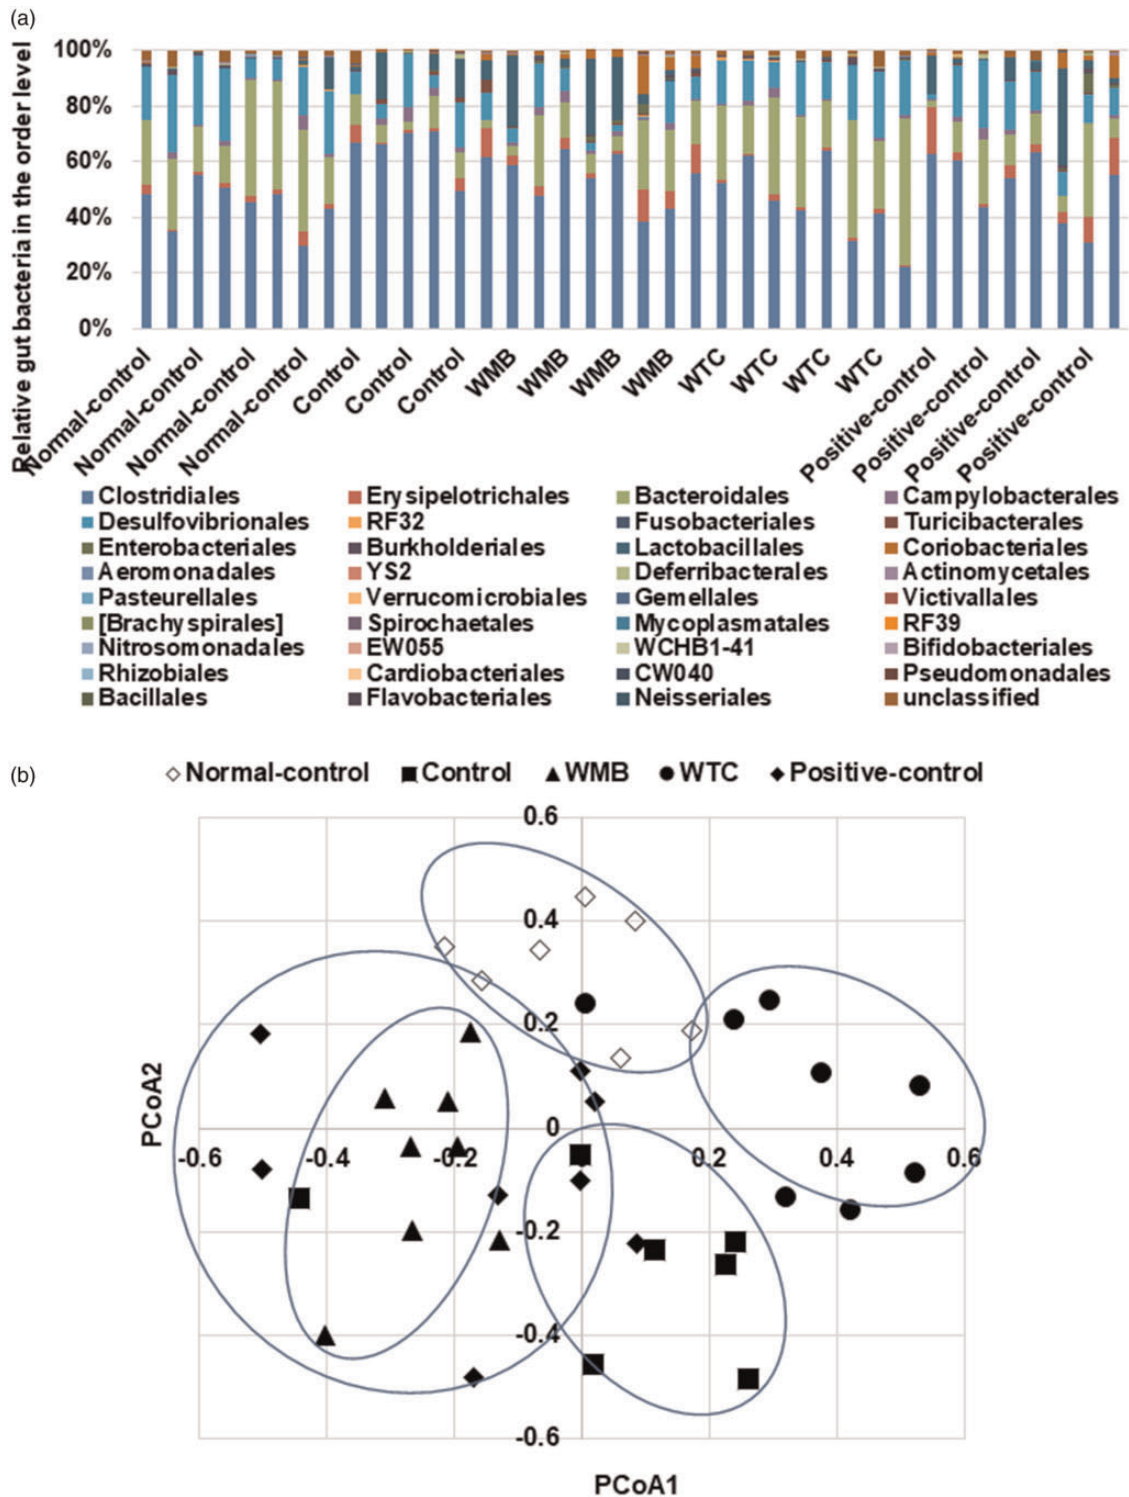 (a)
Relative gut bacteria in the order level
100%
80%
60%
40%
20%
0%
Normal-control Normal-control Normal-control Normal-control Control Control Control WMB WMB WMB WMB WTC WTC WTC WTC Positive-control Positive-control Positive-control Positive-control
Clostridiales Erysipelotrichales Bacteroidales Campylobacterales
Desulfovibrionales RF32 Fusobacteriales Turicibacterales
Enterobacteriales Burkholderiales Lactobacillales Coriobacteriales
Aeromonadales YS2 Deferribacterales Actinomycetales
Pasteurellales Verrucomicrobiales Gemellales Victivallales
[Brachyspirales] Spirochaetales Mycoplasmatales RF39
Nitrosomonadales EW055 WCHB1-41 Bifidobacteriales
Rhizobiales Cardiobacteriales CW040 Pseudomonadales
Bacillales Flavobacteriales Neisseriales unclassified
(b)
Normal-control Control WMB WTC Positive-control
PCoA2
0.6
0.4
0.2
0
-0.6 -0.4 -0.2 0.2 0.4 0.6
-0.2
-0.4
-0.6
PCoA1